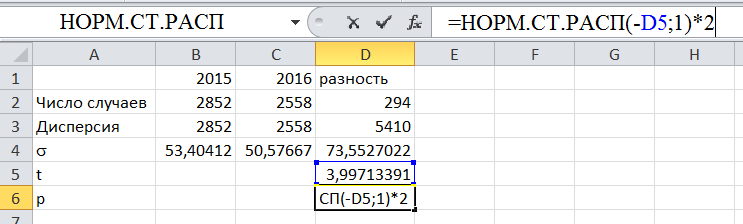 НОРМ.СТ.РАСП =НОРМ.СТ.РАСП(-D5;1)*2
A B C D E F G H
1 2015 2016 разность
2 Число случаев 2852 2558 294
3 Дисперсия 2852 2558 5410
4 σ 53,40412 50,57667 73,5527022
5 t 3,99713391
6 p СП(-D5;1)*2
7